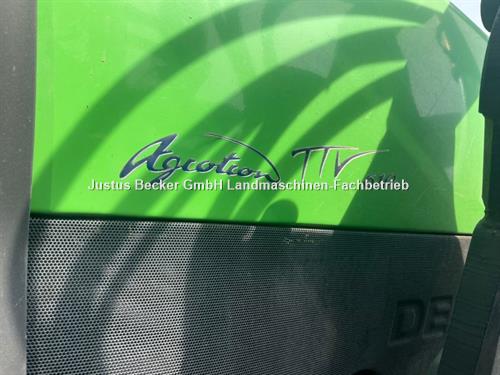 Agrotron TTV
Justus Becker GmbH Landmaschinen-Fachbetrieb
DE